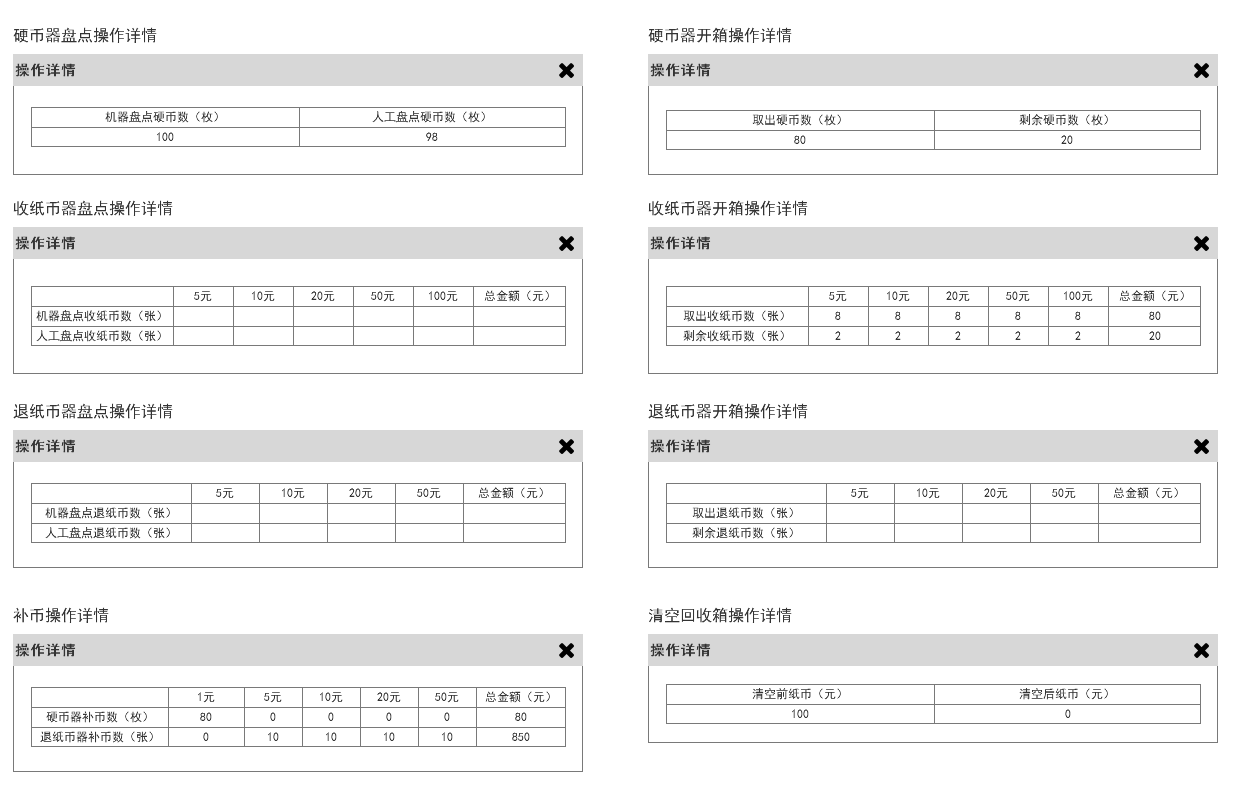 硬币器盘点操作详情
操作详情
机器盘点硬币数（枚） 人工盘点硬币数（枚）
100 98
硬币器开箱操作详情
操作详情
取出硬币数（枚） 剩余硬币数（枚）
80 20
收纸币器盘点操作详情
操作详情
5元 10元 20元 50元 100元 总金额（元）
机器盘点收纸币数（张）
人工盘点收纸币数（张）
收纸币器开箱操作详情
操作详情
5元 10元 20元 50元 100元 总金额（元）
取出收纸币数（张） 8 8 8 8 8 80
剩余收纸币数（张） 2 2 2 2 2 20
退纸币器盘点操作详情
操作详情
5元 10元 20元 50元 总金额（元）
机器盘点退纸币数（张）
人工盘点退纸币数（张）
退纸币器开箱操作详情
操作详情
5元 10元 20元 50元 总金额（元）
取出退纸币数（张）
剩余退纸币数（张）
补币操作详情
操作详情
1元 5元 10元 20元 50元 总金额（元）
硬币器补币数（枚） 80 0 0 0 0 80
退纸币器补币数（张） 0 10 10 10 10 850
清空回收箱操作详情
操作详情
清空前纸币（元） 清空后纸币（元）
100 0